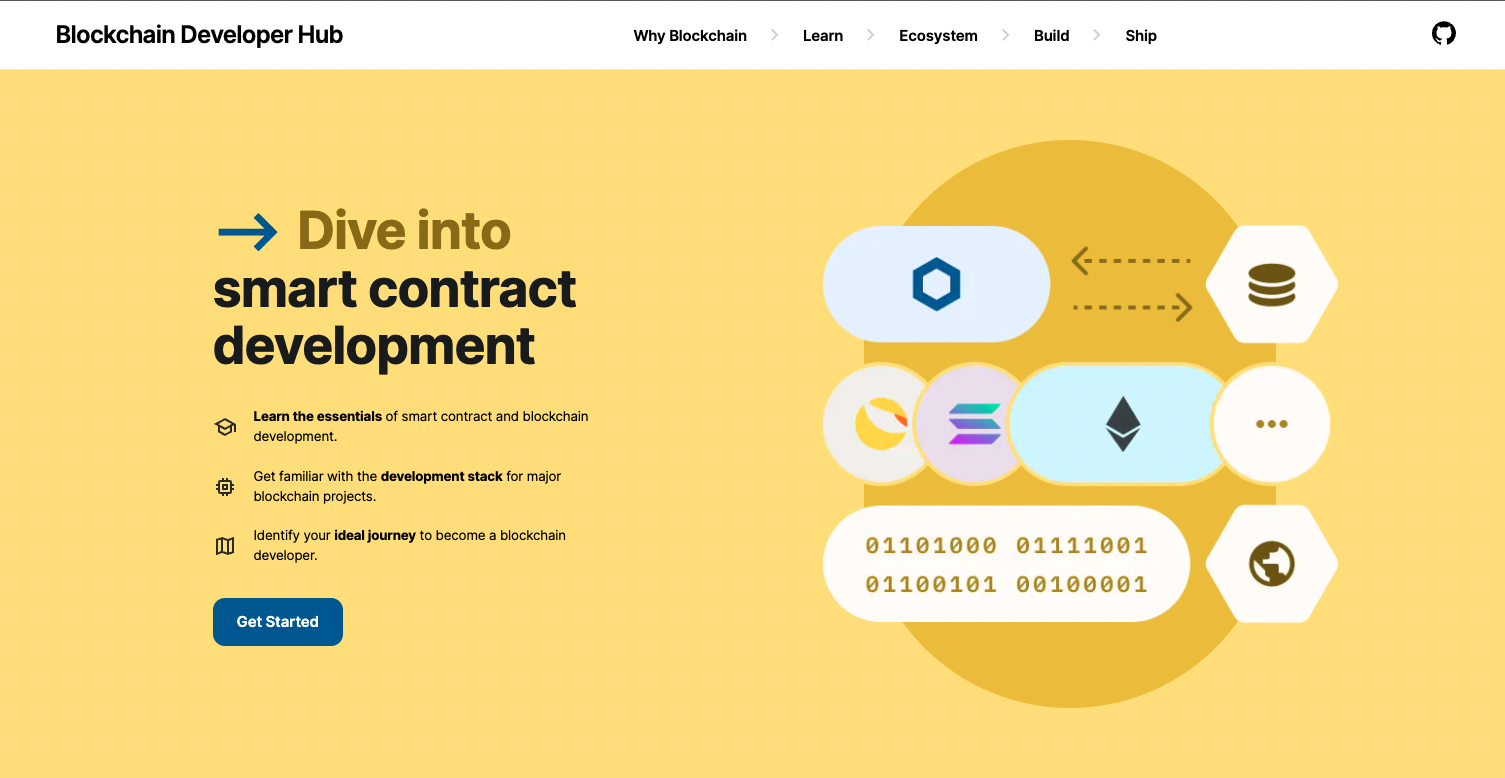 Blockchain Developer Hub
Why Blockchain
Learn
Ecosystem
Build
Ship
Dive into
smart contract
development
Learn the essentials of smart contract and blockchain
development.
Get familiar with the development stack for major
blockchain projects.
Identify your ideal journey to become a blockchain
developer.
Get Started
01101000 01111001
01100101 00100001